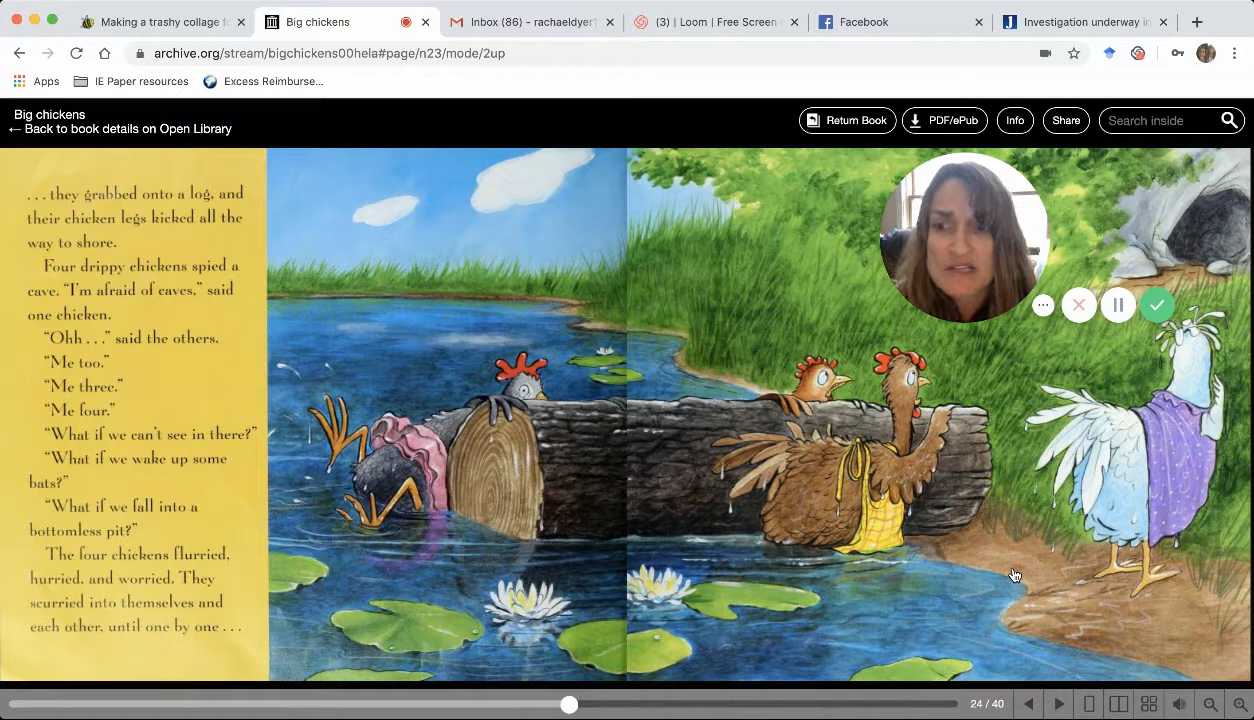 Making a trashy collage f
Big chickens
Inbox (86) - rachaeldyer
(3) | Loom | Free Screen
Facebook
Investigation underway in
archive.org/stream/bigchickens00hela#page/n23/mode/2up
Apps
IE Paper resources
Excess Reimburse...
Big chickens
← Back to book details on Open Library
Return Book
PDF/ePub
Info
Share
Search inside
. . . they grabbed onto a log, and
their chicken legs kicked all the
way to shore.
Four drippy chickens spied a
cave. “I’m afraid of caves,” said
one chicken.
“Ohh . . .” said the others.
“Me too.”
“Me three.”
“Me four.”
“What if we can’t see in there?”
“What if we wake up some
bats?”
“What if we fall into a
bottomless pit?”
The four chickens flurried,
hurried, and worried. They
scurried into themselves and
each other, until one by one . . .
24 / 40